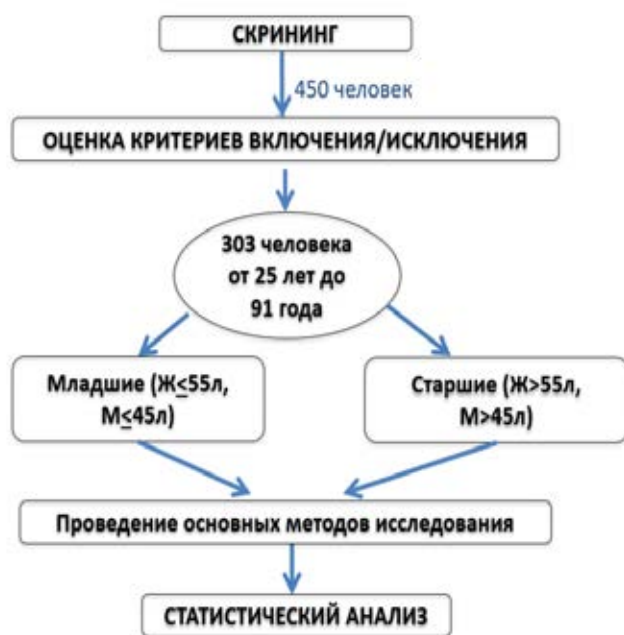 СКРИНИНГ
450 человек
ОЦЕНКА КРИТЕРИЕВ ВКЛЮЧЕНИЯ/ИСКЛЮЧЕНИЯ
303 человека
от 25 лет до
91 года
Младшие (Ж≤55л,
М≤45л)
Старшие (Ж>55л,
М>45л)
Проведение основных методов исследования
СТАТИСТИЧЕСКИЙ АНАЛИЗ